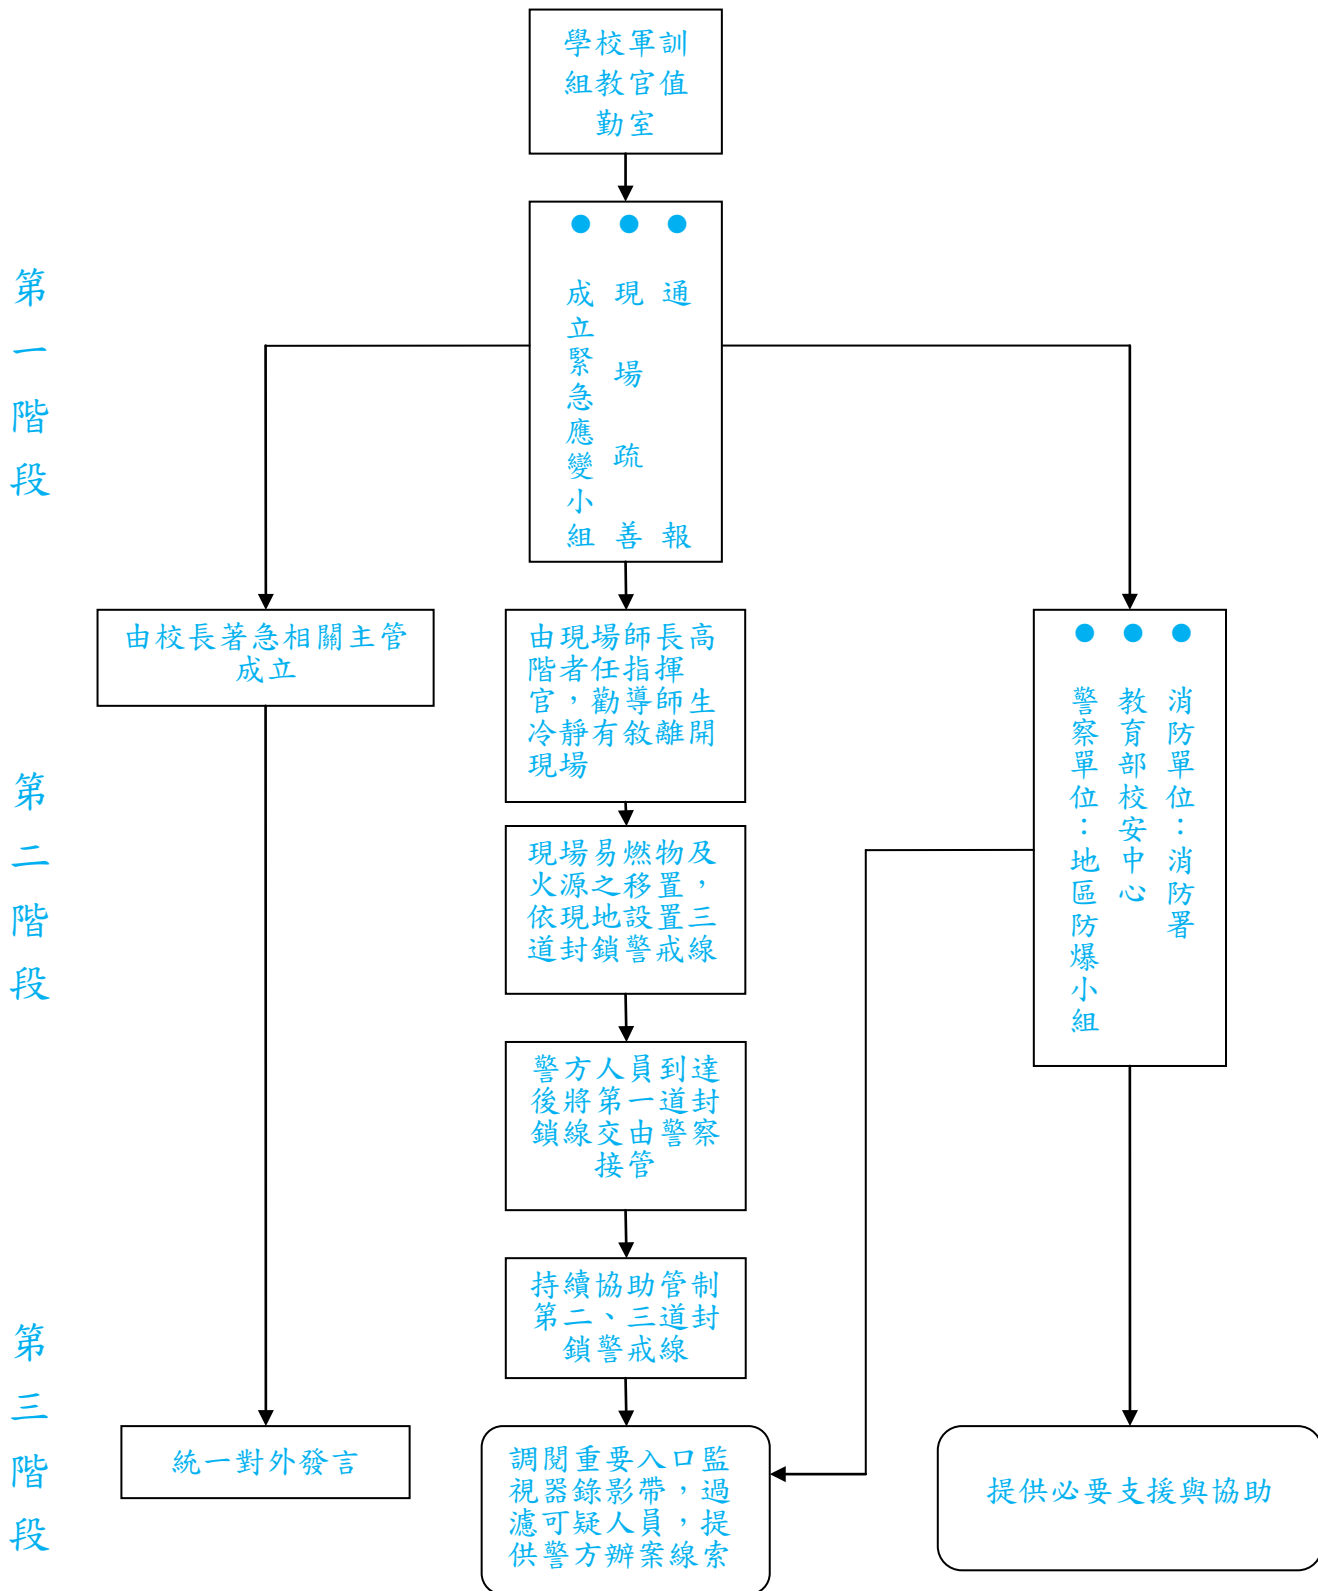 學校軍訓
組教官值
勤室
第一階段
● 通報
● 現場疏善
● 成立緊急應變小組
由校長著急相關主管
成立
由現場師長高
階者任指揮
官，勸導師生
冷靜有敘離開
現場
● 消防單位：消防署
● 教育部校安中心
● 警察單位：地區防爆小組
第二階段
現場易燃物及
火源之移置，
依現地設置三
道封鎖警戒線
警方人員到達
後將第一道封
鎖線交由警察
接管
持續協助管制
第二、三道封
鎖警戒線
第三階段
統一對外發言
調閱重要入口監
視器錄影帶，過
濾可疑人員，提
供警方辦案線索
提供必要支援與協助